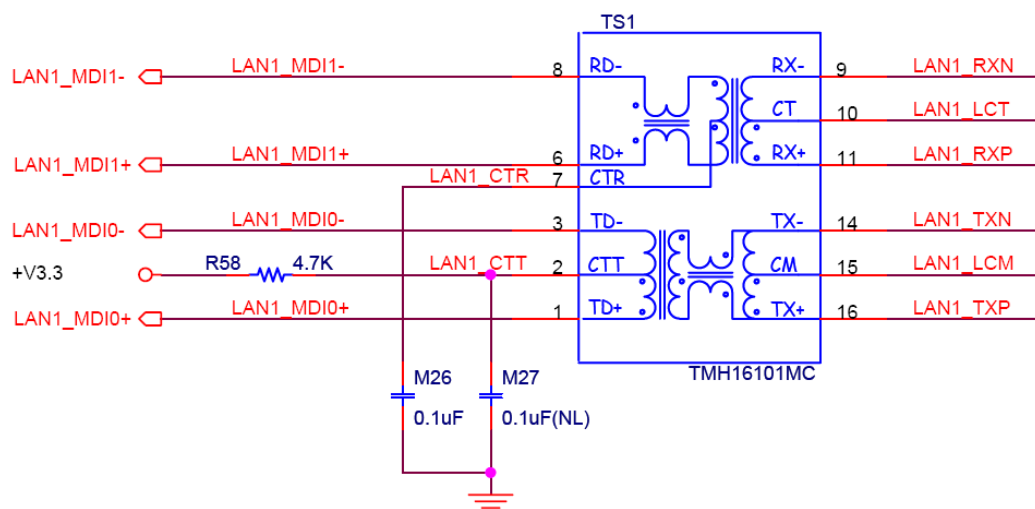 TS1
LAN1_MDI1- LAN1_MDI1- 8 RD- RX- 9 LAN1_RXN
CT 10 LAN1_LCT
LAN1_MDI1+ LAN1_MDI1+ 6 RD+ RX+ 11 LAN1_RXP
LAN1_CTR 7 CTR
LAN1_MDI0- LAN1_MDI0- 3 TD- TX- 14 LAN1_TXN
+V3.3 R58 4.7K LAN1_CTT 2 CTT CM 15 LAN1_LCM
LAN1_MDI0+ LAN1_MDI0+ 1 TD+ TX+ 16 LAN1_TXP
TMH16101MC
M26 M27
0.1uF 0.1uF(NL)